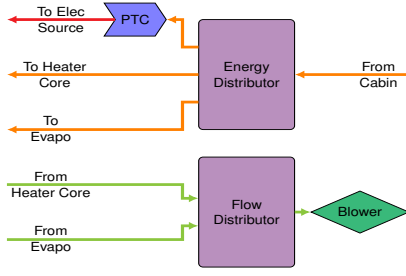 To Elec
Source
PTC
To Heater
Core
Energy
Distributor
From
Cabin
To
Evapo
From
Heater Core
Flow
Distributor
Blower
From
Evapo